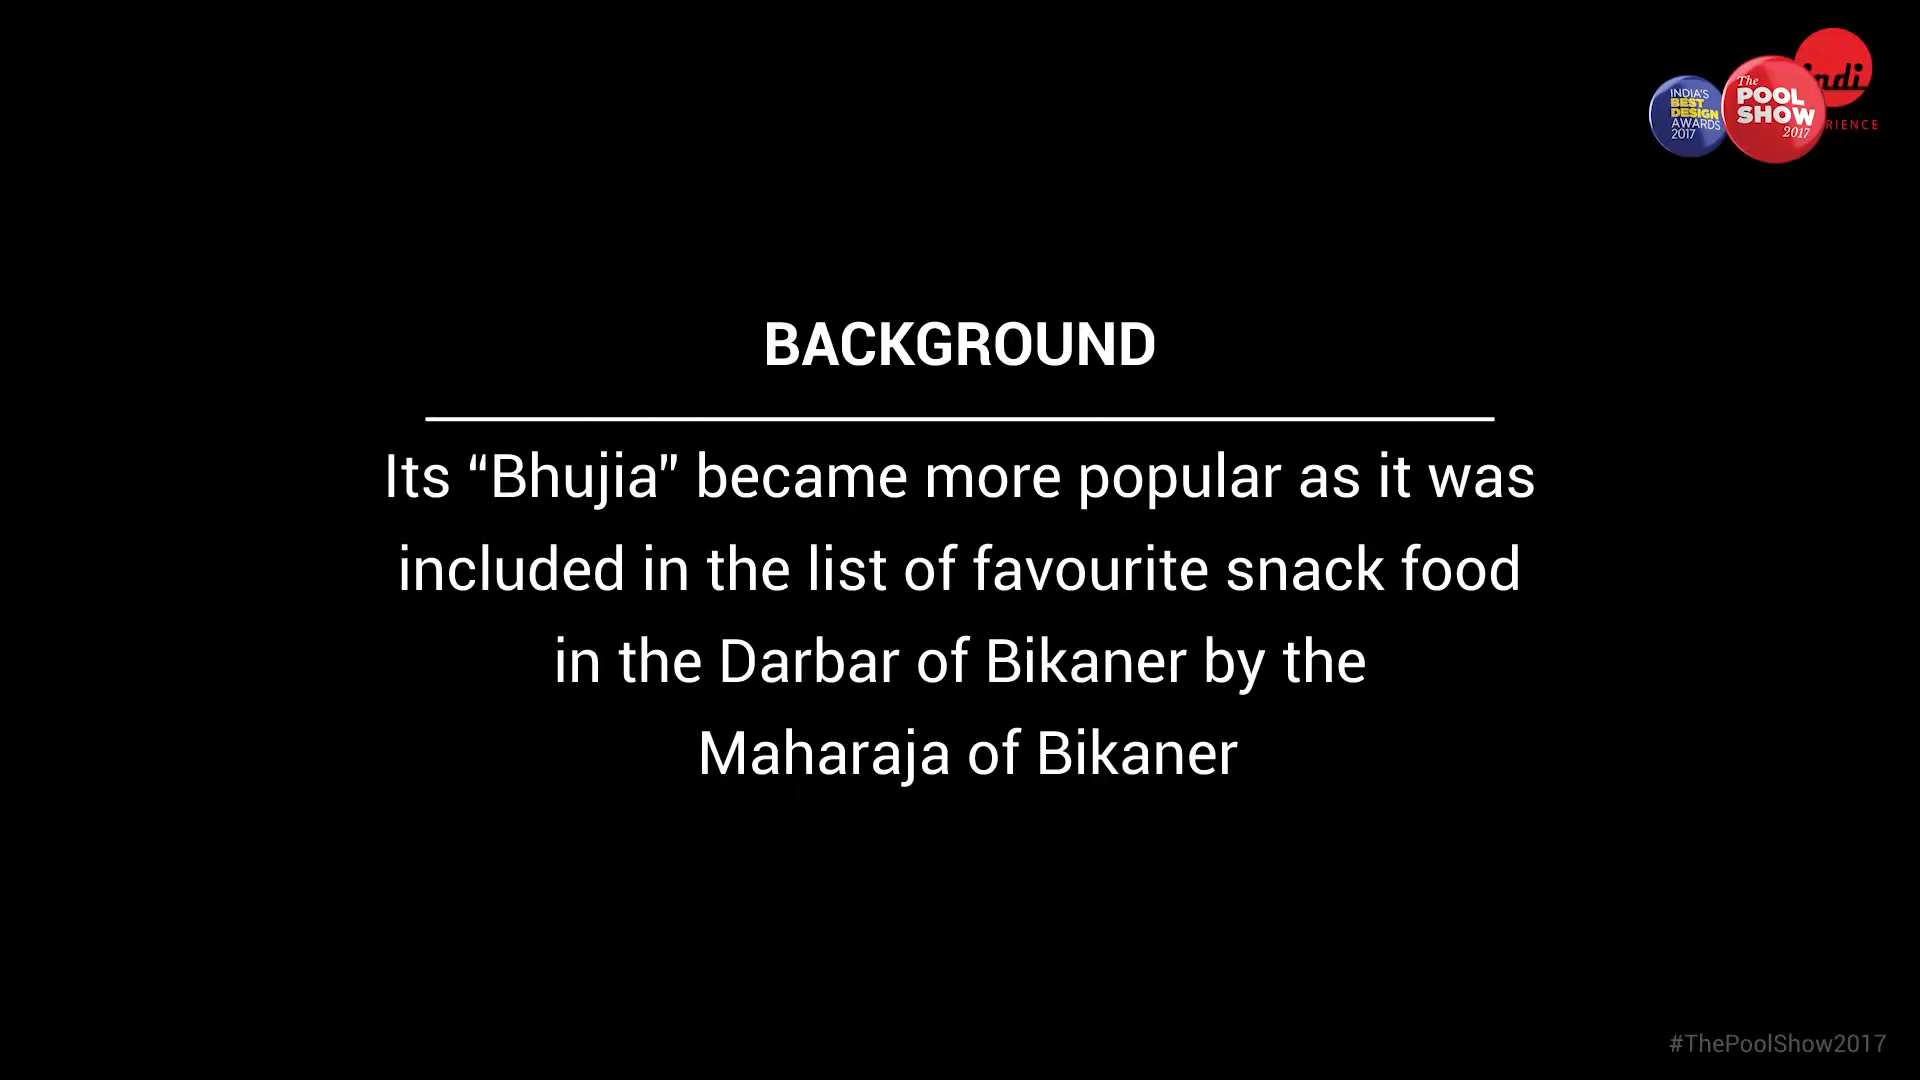 INDIA'S
BEST
DESIGN
AWARDS
2017
The
POOL
SHOW
2017
BACKGROUND
Its “Bhujia” became more popular as it was
included in the list of favourite snack food
in the Darbar of Bikaner by the
Maharaja of Bikaner
#ThePoolShow2017